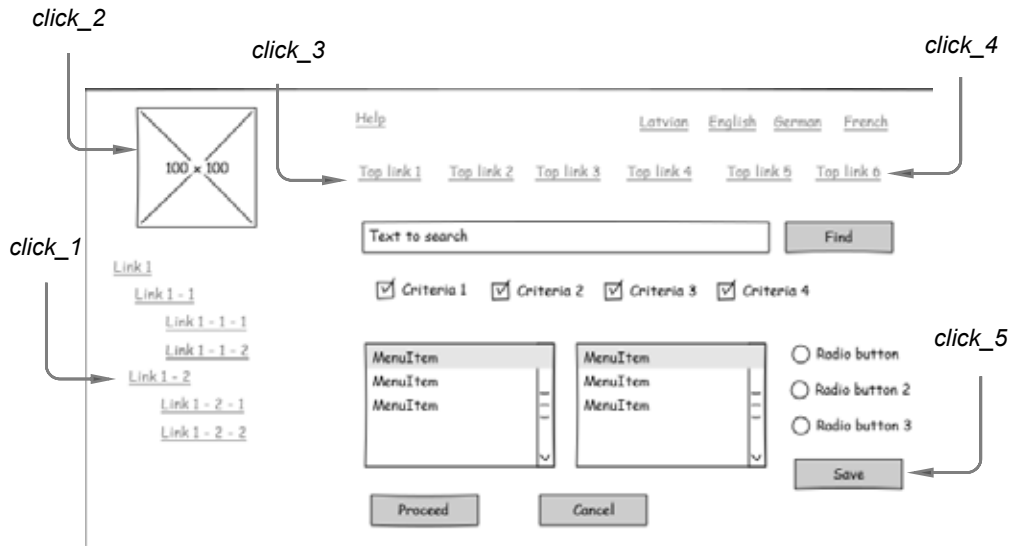 click_2
click_3
click_4
Help
Latvian English German French
100 x 100
Top link 1 Top link 2 Top link 3 Top link 4 Top link 5 Top link 6
click_1
Text to search
Find
Link 1
Link 1 - 1
Link 1 - 1 - 1
Link 1 - 1 - 2
Link 1 - 2
Link 1 - 2 - 1
Link 1 - 2 - 2
Criteria 1 Criteria 2 Criteria 3 Criteria 4
MenuItem
MenuItem
MenuItem
MenuItem
MenuItem
MenuItem
Radio button
Radio button 2
Radio button 3
click_5
Save
Proceed
Cancel